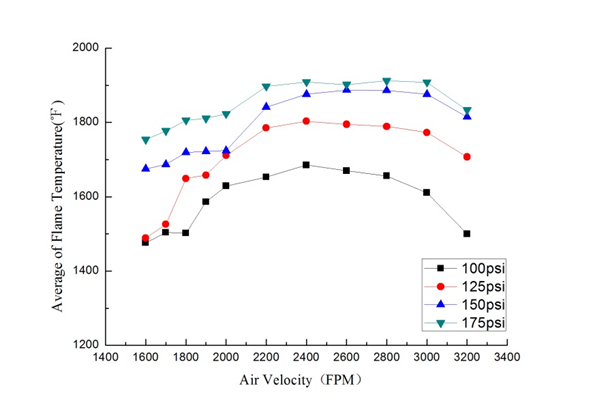 2000
1800
1600
1400
1200
Average of Flame Temperature(°F)
1400 1600 1800 2000 2200 2400 2600 2800 3000 3200 3400
Air Velocity（FPM）
100psi
125psi
150psi
175psi